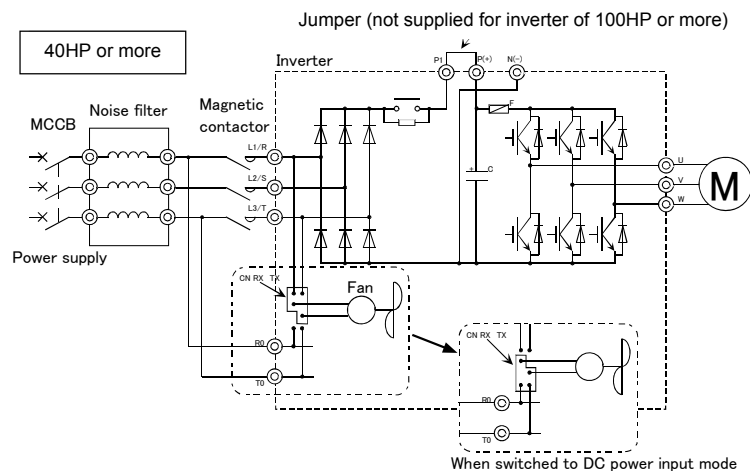 Jumper (not supplied for inverter of 100HP or more)
40HP or more
Inverter
P1
P(+)
N(-)
MCCB
Noise filter
Magnetic
contactor
F
L1/R
L2/S
L3/T
+
C
U
V
W
M
Power supply
CN RX TX
Fan
R0
T0
CN RX TX
R0
T0
When switched to DC power input mode